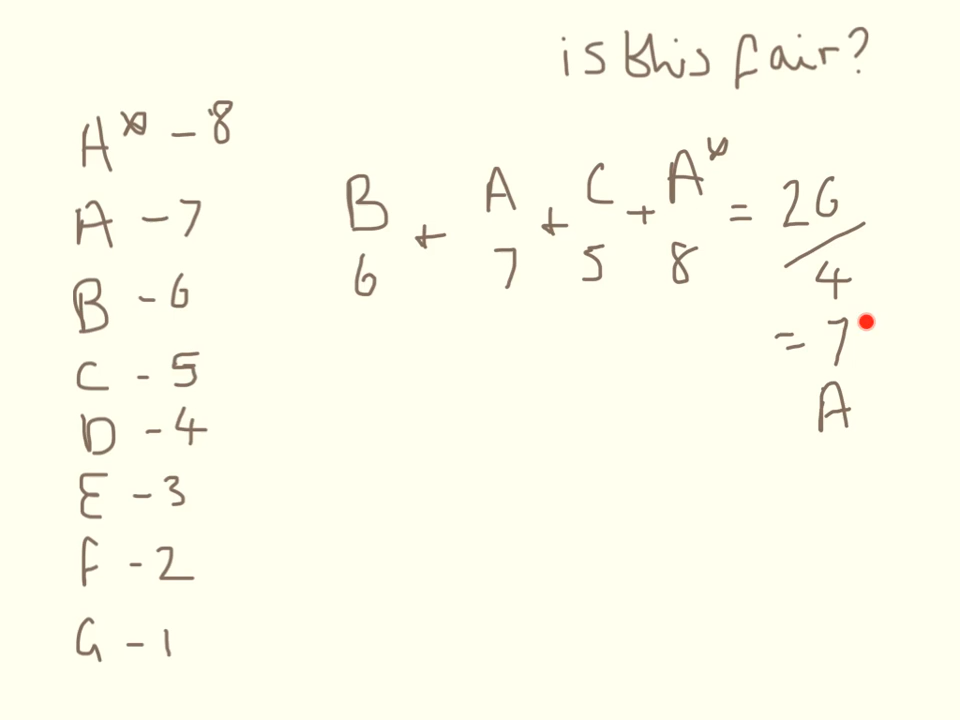 is this fair?
A* - 8
A - 7
B - 6
C - 5
D - 4
E - 3
F - 2
G - 1
B + A + C + A* = 26
6 7 5 8
4
= 7
A